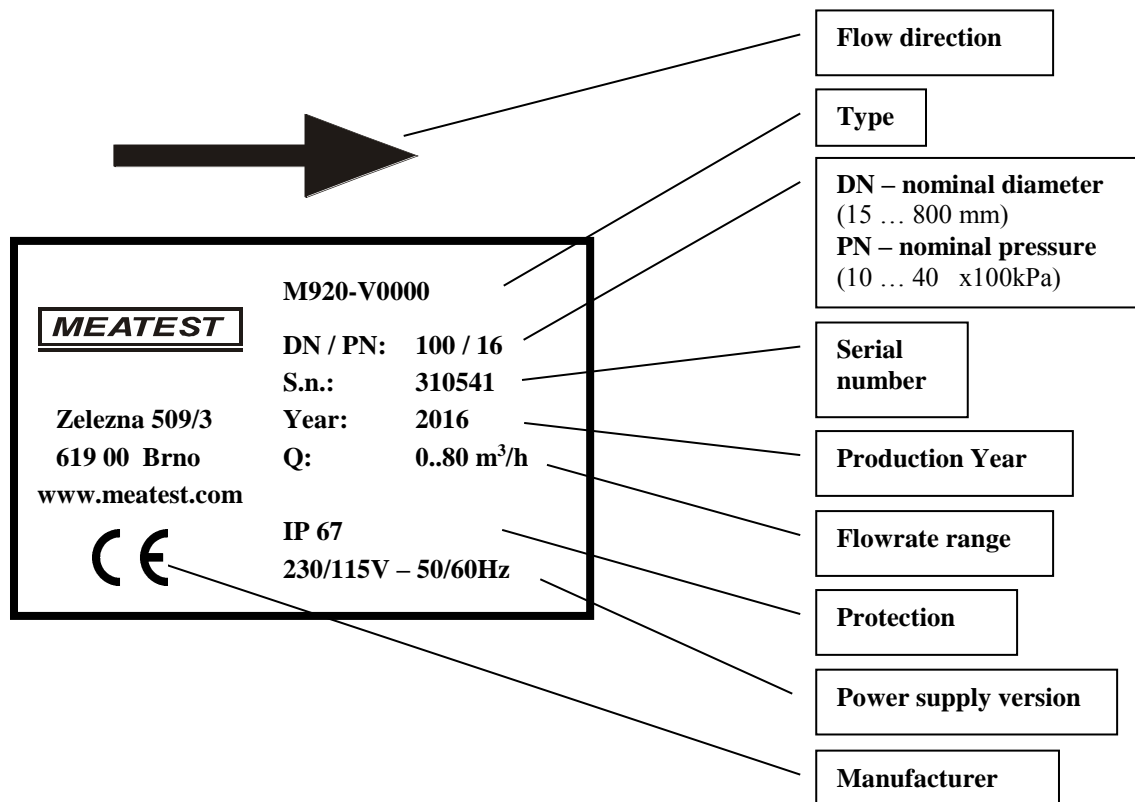 Flow direction
Type
DN – nominal diameter
(15 … 800 mm)
PN – nominal pressure
(10 … 40 x100kPa)
Serial
number
Production Year
Flowrate range
Protection
Power supply version
Manufacturer
MEATEST
Zelezna 509/3
619 00 Brno
www.meatest.com
CE
M920-V0000
DN / PN: 100 / 16
S.n.: 310541
Year: 2016
Q: 0..80 m³/h
IP 67
230/115V – 50/60Hz